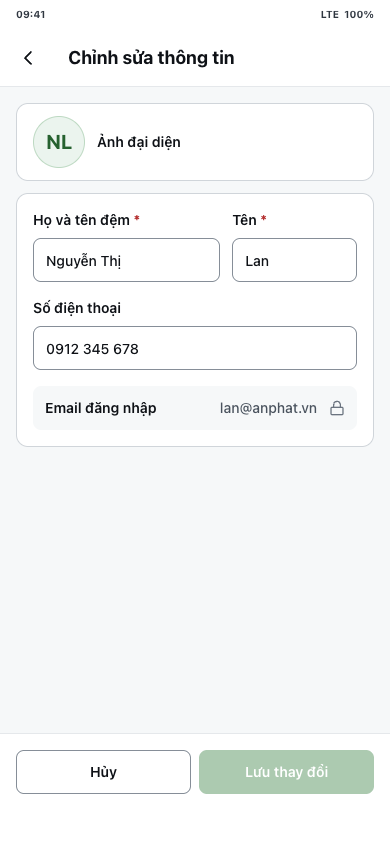 09:41 LTE 100%
Chỉnh sửa thông tin
NL Ảnh đại diện
Họ và tên đệm * Tên *
Nguyễn Thị Lan
Số điện thoại
0912 345 678
Email đăng nhập lan@anphat.vn
Hủy Lưu thay đổi